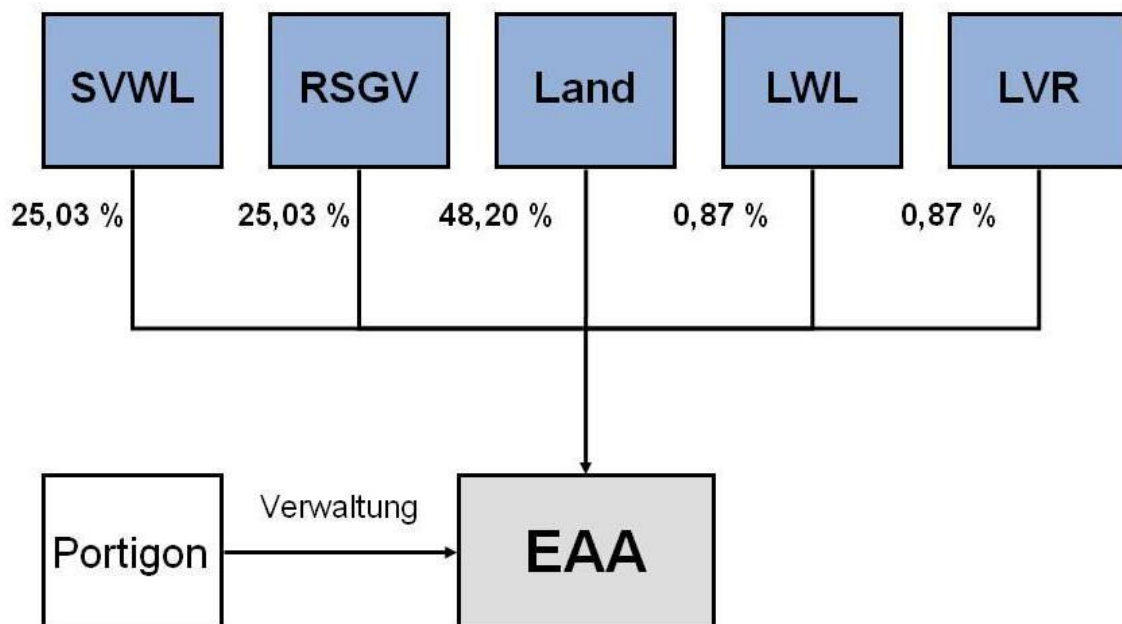 SVWL
RSGV
Land
LWL
LVR
25,03 %
25,03 %
48,20 %
0,87 %
0,87 %
Verwaltung
Portigon
EAA